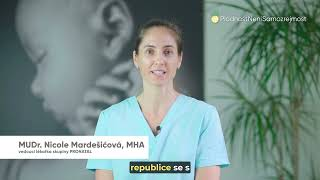 PlodnostNeníSamozřejmost
MUDr. Nicole Mardešićová, MHA
vedoucí lékařka skupiny PRONATAL
republice se s